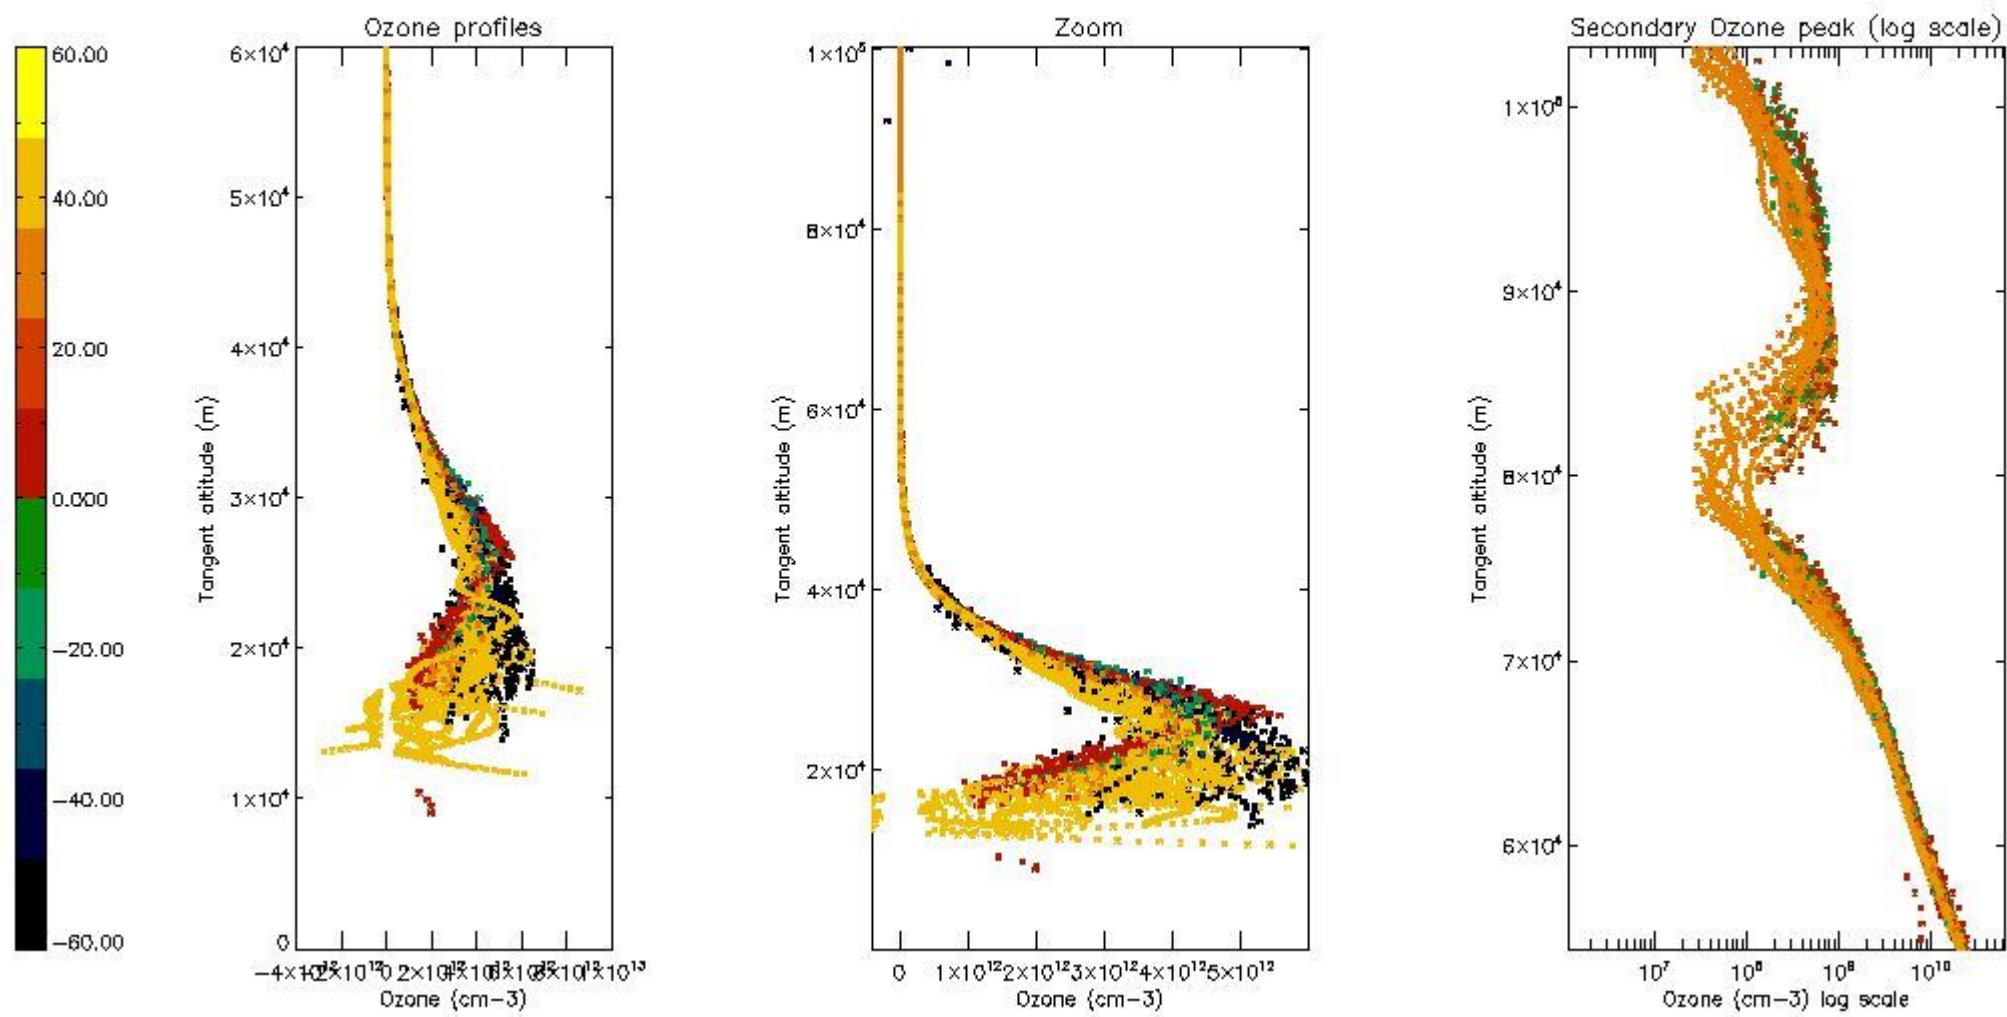 Ozone profiles
Zoom
Secondary Ozone peak (log scale)
60.00
40.00
20.00
-20.00
-40.00
-60.00
6×10⁴
5×10⁴
4×10⁴
3×10⁴
2×10⁴
1×10⁴
0
Tangent altitude (m)
Ozone (cm-3)
1×10⁵
8×10⁴
6×10⁴
4×10⁴
2×10⁴
Tangent altitude (m)
0 1×10¹² 2×10¹² 3×10¹² 4×10¹² 5×10¹²
Ozone (cm-3)
9×10⁴
8×10⁴
7×10⁴
6×10⁴
Tangent altitude (m)
10⁷ 10⁸ 10⁹ 10¹⁰
Ozone (cm-3) log scale